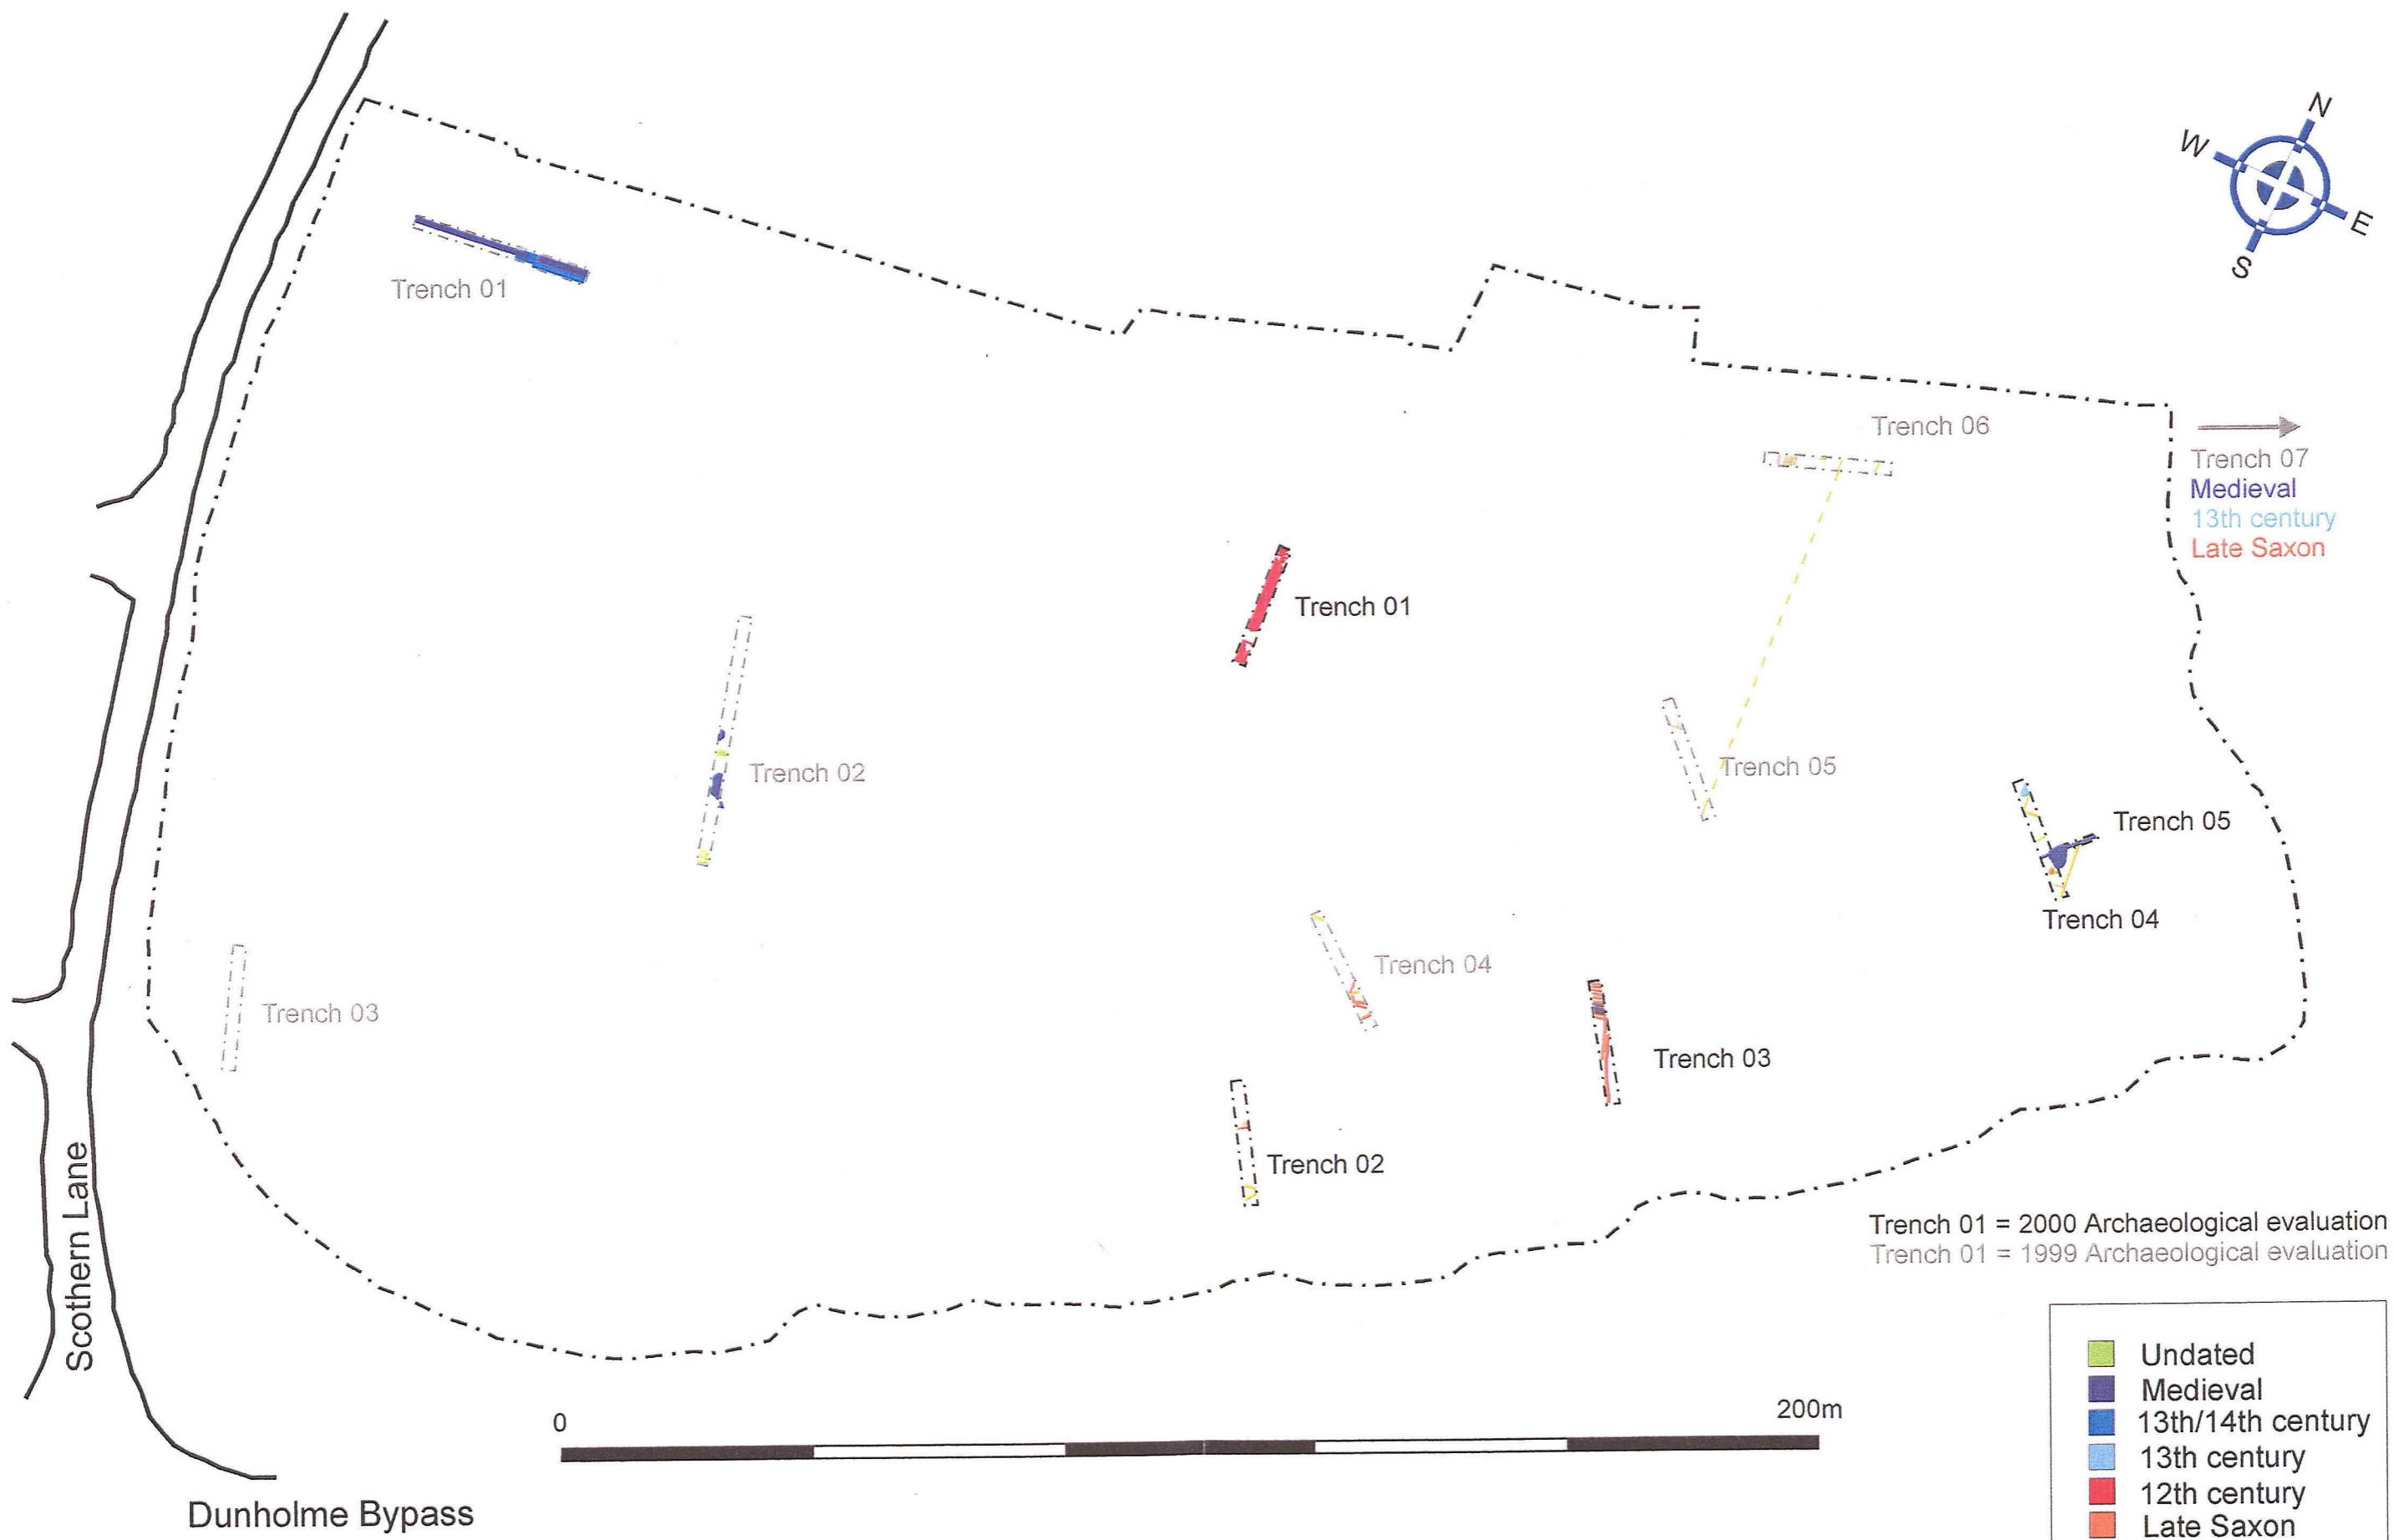 N
W
E
S
Trench 01
Trench 06
Trench 07
Medieval
13th century
Late Saxon
Trench 01
Trench 02
Trench 05
Trench 05
Trench 04
Trench 04
Trench 03
Trench 03
Trench 02
Scothern Lane
Trench 01 = 2000 Archaeological evaluation
Trench 01 = 1999 Archaeological evaluation
0
200m
Undated
Medieval
13th/14th century
13th century
12th century
Late Saxon
Dunholme Bypass